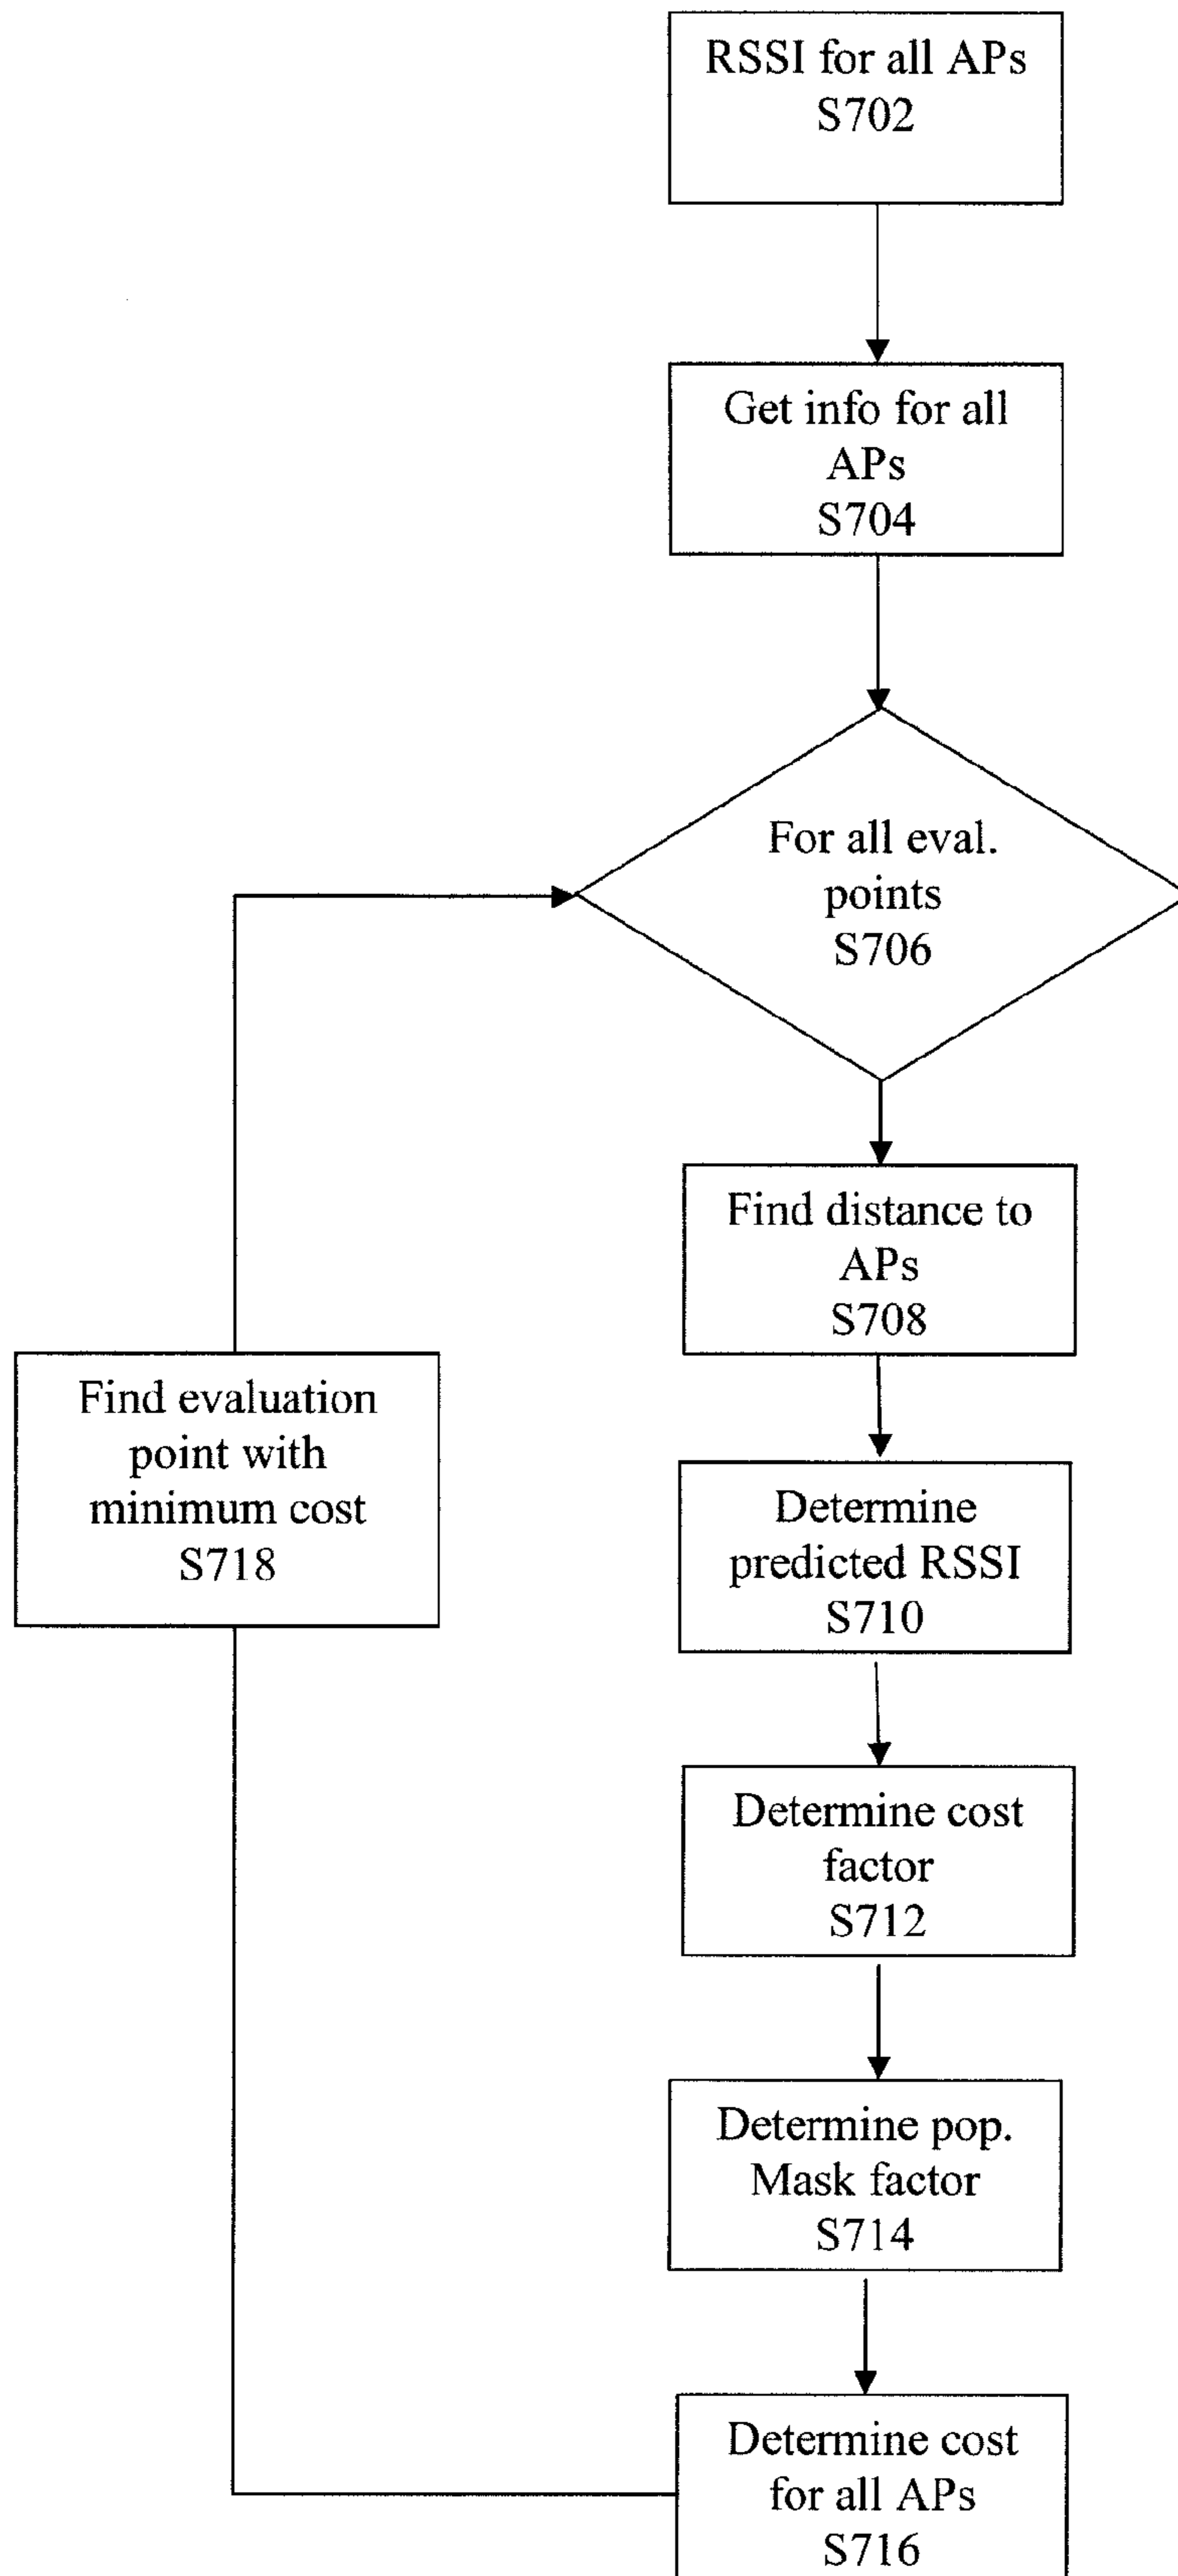 RSSI for all APs
S702
Get info for all
APs
S704
For all eval.
points
S706
Find distance to
APs
S708
Determine
predicted RSSI
S710
Determine cost
factor
S712
Determine pop.
Mask factor
S714
Determine cost
for all APs
S716
Find evaluation
point with
minimum cost
S718